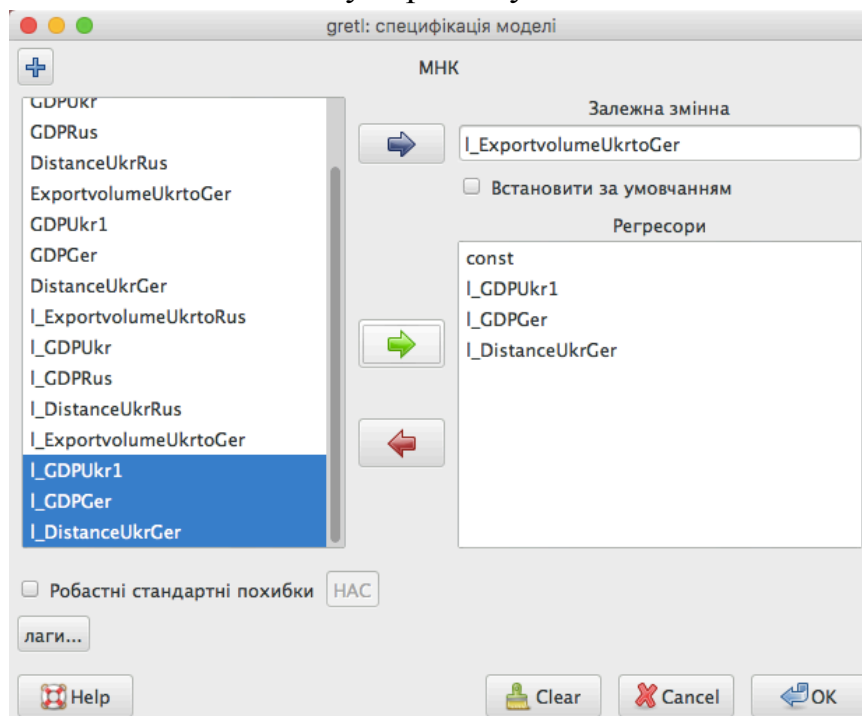 gretl: специфікація моделі
МНК
GDPUkr
GDPRus
DistanceUkrRus
ExportvolumeUkrtoGer
GDPUkr1
GDPGer
DistanceUkrGer
l_ExportvolumeUkrtoRus
l_GDPUkr
l_GDPRus
l_DistanceUkrRus
l_ExportvolumeUkrtoGer
l_GDPUkr1
l_GDPGer
l_DistanceUkrGer
Залежна змінна
l_ExportvolumeUkrtoGer
Встановити за умовчанням
Регресори
const
l_GDPUkr1
l_GDPGer
l_DistanceUkrGer
Робастні стандартні похибки HAC
лаги...
Help Clear Cancel OK